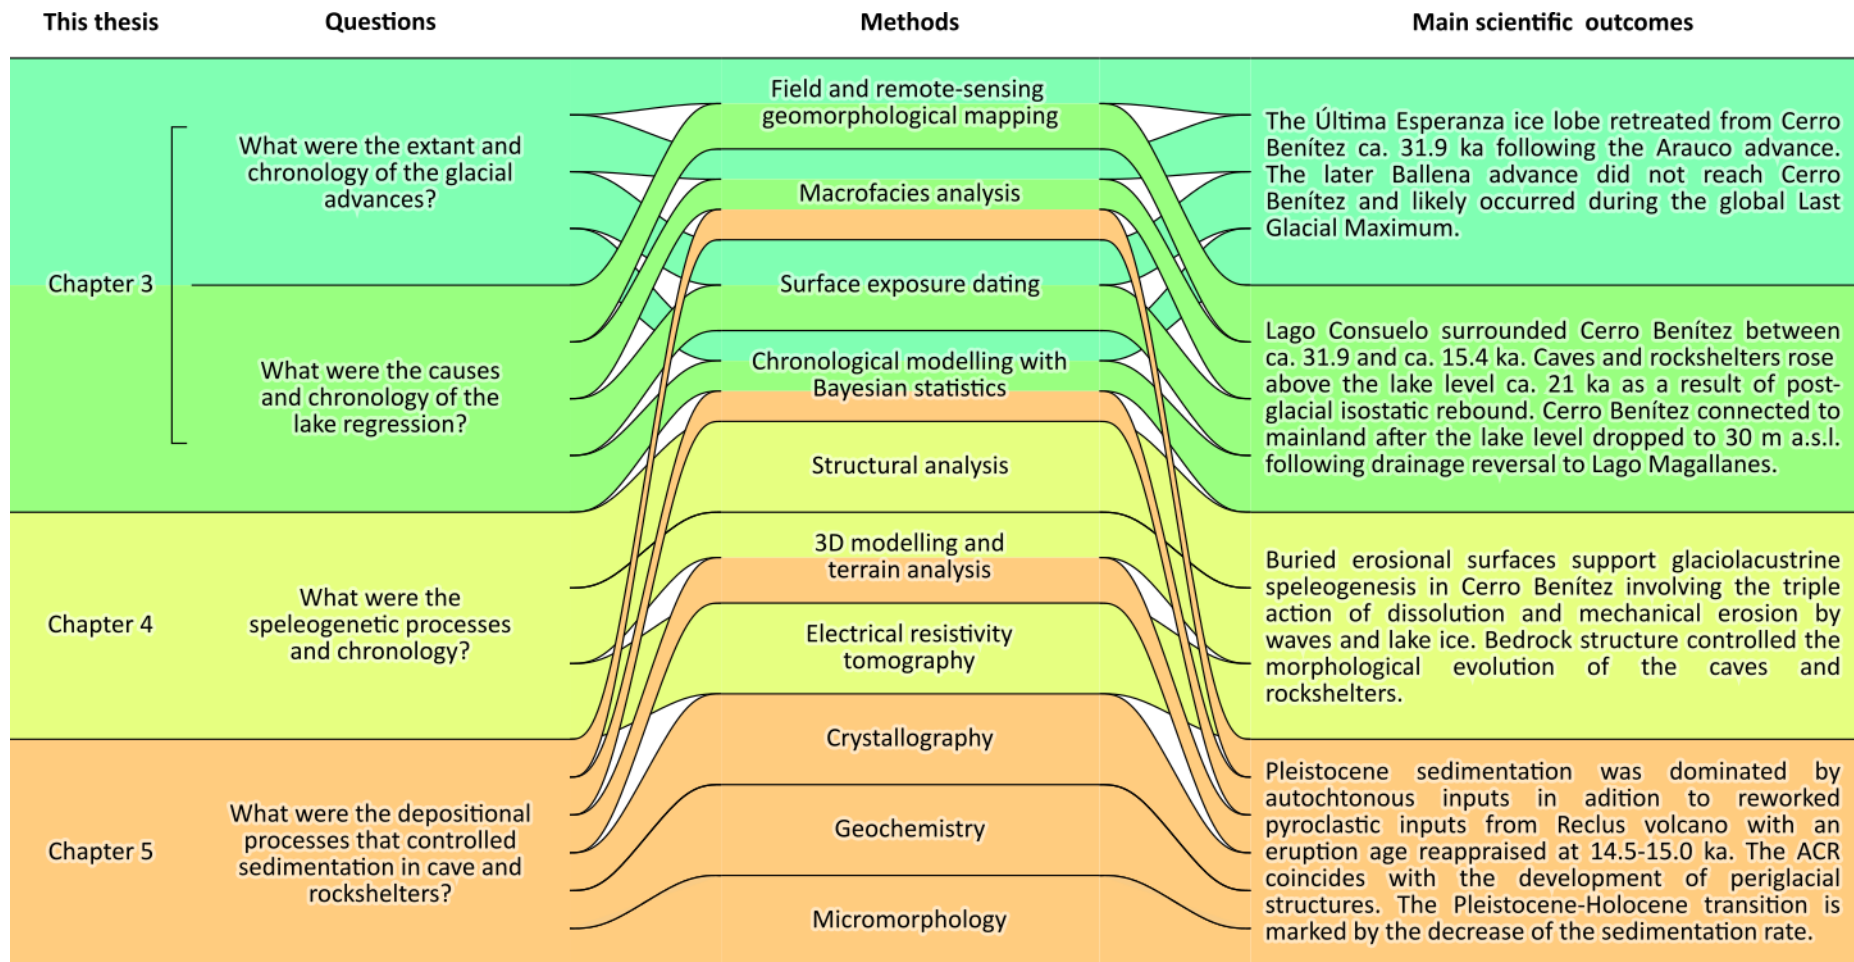 This thesis
Questions
Methods
Main scientific outcomes
Chapter 3
What were the extant and
chronology of the glacial
advances?
What were the causes
and chronology of the
lake regression?
Chapter 4
What were the
speleogenetic processes
and chronology?
Chapter 5
What were the depositional
processes that controlled
sedimentation in cave and
rockshelters?
Field and remote-sensing
geomorphological mapping
Macrofacies analysis
Surface exposure dating
Chronological modelling with
Bayesian statistics
Structural analysis
3D modelling and
terrain analysis
Electrical resistivity
tomography
Crystallography
Geochemistry
Micromorphology
The Última Esperanza ice lobe retreated from Cerro
Benítez ca. 31.9 ka following the Arauco advance.
The later Ballena advance did not reach Cerro
Benítez and likely occurred during the global Last
Glacial Maximum.
Lago Consuelo surrounded Cerro Benítez between
ca. 31.9 and ca. 15.4 ka. Caves and rockshelters rose
above the lake level ca. 21 ka as a result of post-
glacial isostatic rebound. Cerro Benítez connected to
mainland after the lake level dropped to 30 m a.s.l.
following drainage reversal to Lago Magallanes.
Buried erosional surfaces support glaciolacustrine
speleogenesis in Cerro Benítez involving the triple
action of dissolution and mechanical erosion by
waves and lake ice. Bedrock structure controlled the
morphological evolution of the caves and
rockshelters.
Pleistocene sedimentation was dominated by
autochtonous inputs in adition to reworked
pyroclastic inputs from Reclus volcano with an
eruption age reappraised at 14.5-15.0 ka. The ACR
coincides with the development of periglacial
structures. The Pleistocene-Holocene transition is
marked by the decrease of the sedimentation rate.